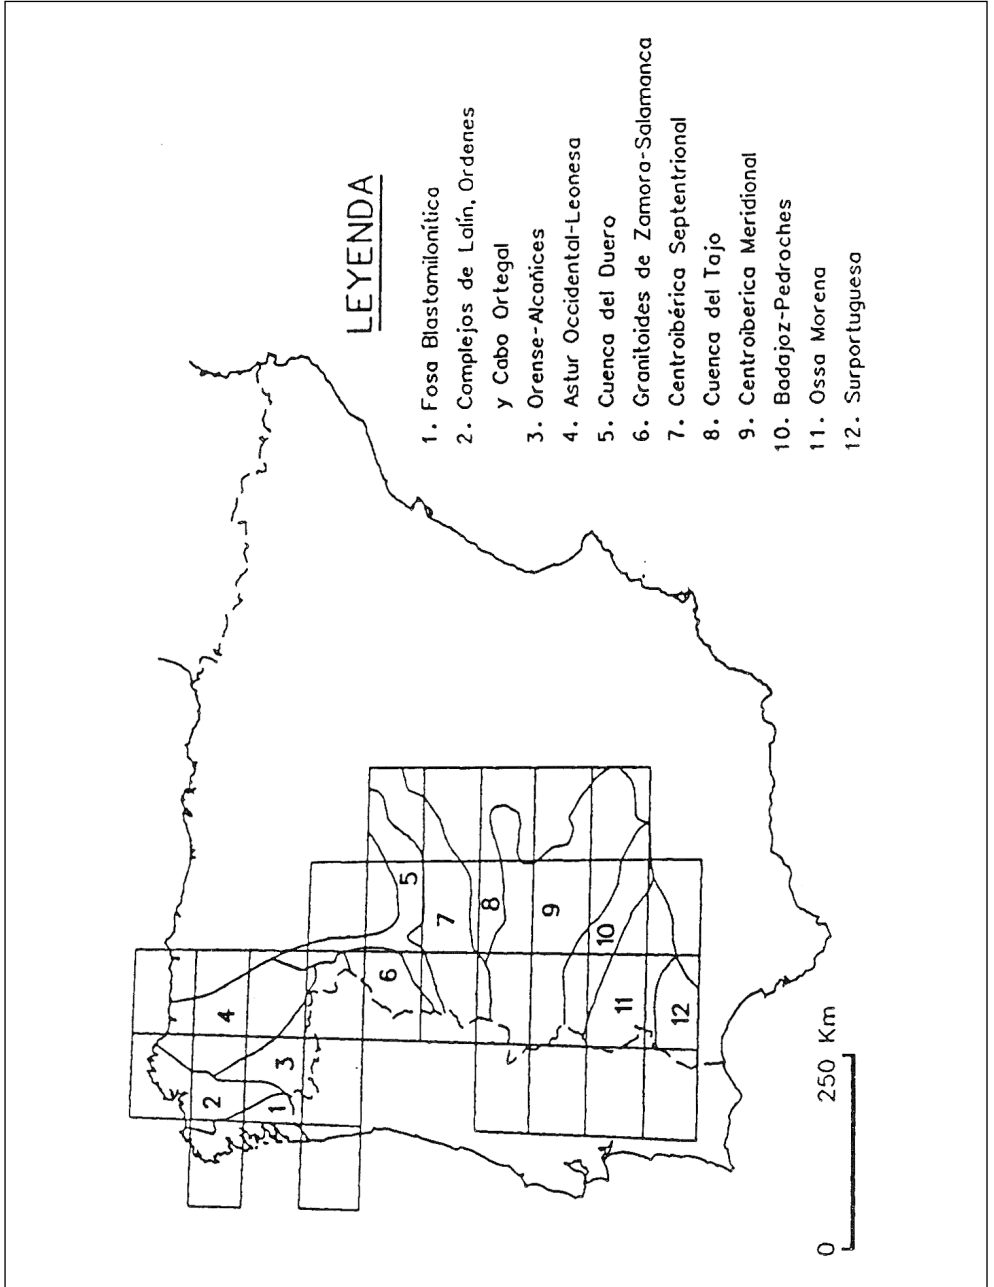 LEYENDA
1. Fosa Blastomilonítica
2. Complejos de Lalín, Ordenes
y Cabo Ortegal
3. Orense-Alcañices
4. Astur Occidental-Leonesa
5. Cuenca del Duero
6. Granitoides de Zamora-Salamanca
7. Centroibérica Septentrional
8. Cuenca del Tajo
9. Centroiberica Meridional
10. Badajoz-Pedroches
11. Ossa Morena
12. Surportuguesa
1
2
3
4
5
6
7
8
9
10
11
12
0 250 Km